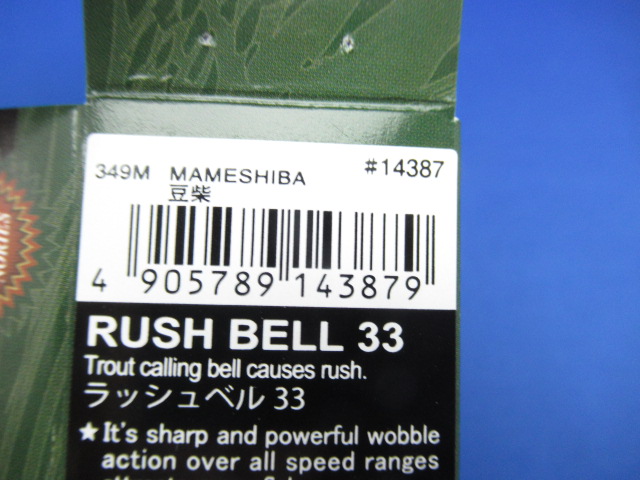 349M MAMESHIBA #14387
豆柴
4 905789 143879
NORIES
RUSH BELL 33
Trout calling bell causes rush.
ラッシュベル 33
★It's sharp and powerful wobble
action over all speed ranges